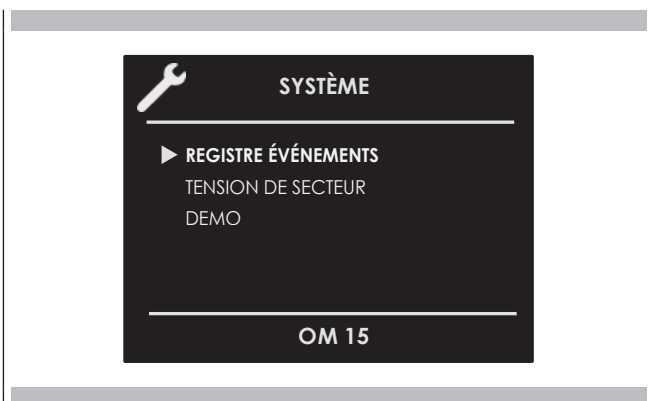 SYSTÈME
REGISTRE ÉVÉNEMENTS
TENSION DE SECTEUR
DEMO
OM 15